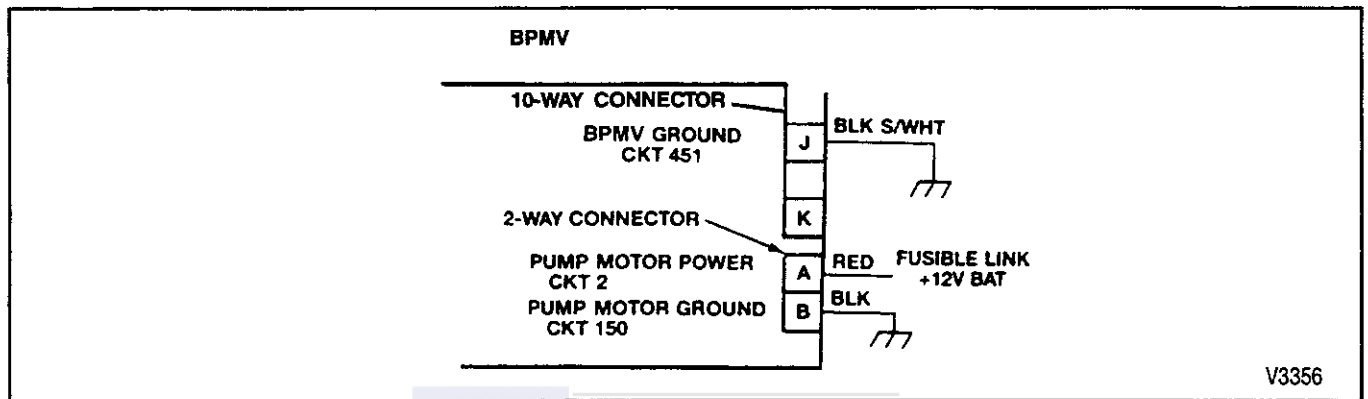 BPMV
10-WAY CONNECTOR
BPMV GROUND
CKT 451
J
BLK S/WHT
K
2-WAY CONNECTOR
PUMP MOTOR POWER
CKT 2
A
RED
FUSIBLE LINK
+12V BAT
PUMP MOTOR GROUND
CKT 150
B
BLK
V3356